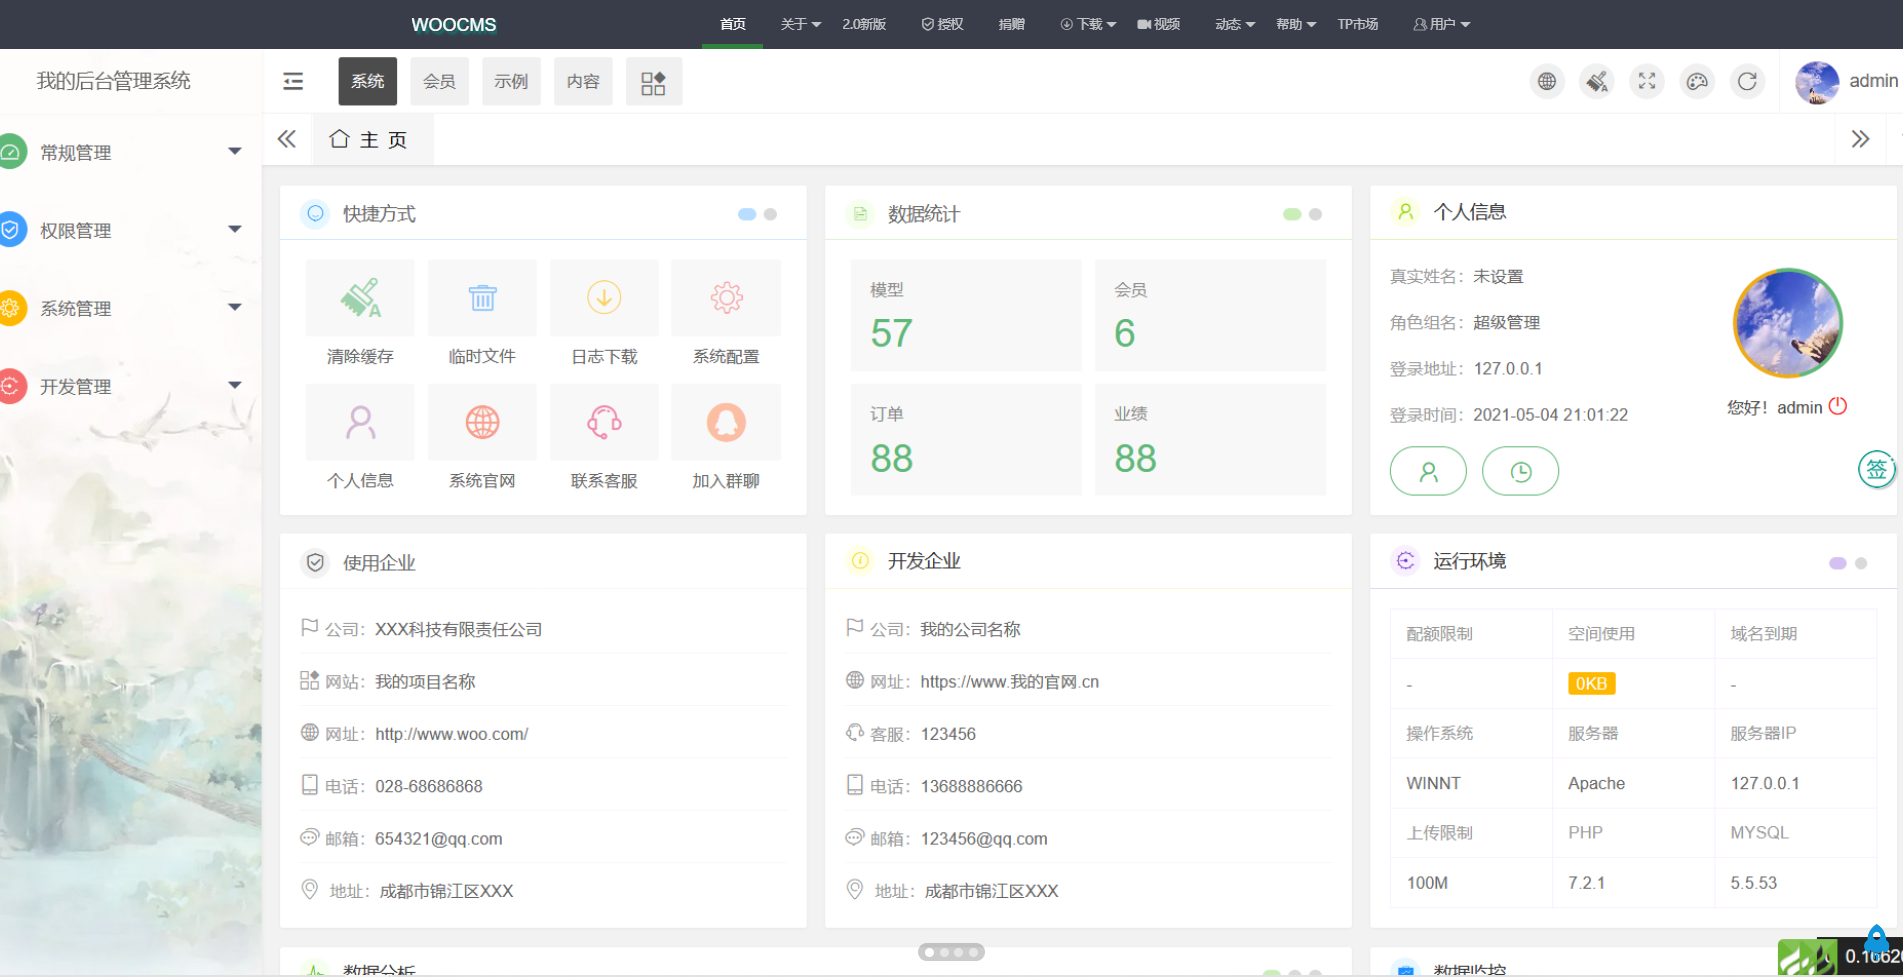 WOOCMS 首页 关于 2.0新版 授权 捐赠 下载 视频 动态 帮助 TP市场 用户
我的后台管理系统 系统 会员 示例 内容 admin
主 页
常规管理
权限管理
系统管理
开发管理
快捷方式
清除缓存 临时文件 日志下载 系统配置
个人信息 系统官网 联系客服 加入群聊
数据统计
模型 会员
57 6
订单 业绩
88 88
个人信息
真实姓名：未设置
角色组名：超级管理
登录地址：127.0.0.1
登录时间：2021-05-04 21:01:22
您好！admin
签
使用企业
公司：XXX科技有限责任公司
网站：我的项目名称
网址：http://www.woo.com/
电话：028-68686868
邮箱：654321@qq.com
地址：成都市锦江区XXX
开发企业
公司：我的公司名称
网址：https://www.我的官网.cn
客服：123456
电话：13688886666
邮箱：123456@qq.com
地址：成都市锦江区XXX
运行环境
配额限制 空间使用 域名到期
- 0KB -
操作系统 服务器 服务器IP
WINNT Apache 127.0.0.1
上传限制 PHP MYSQL
100M 7.2.1 5.5.53
数据分析
数据监控